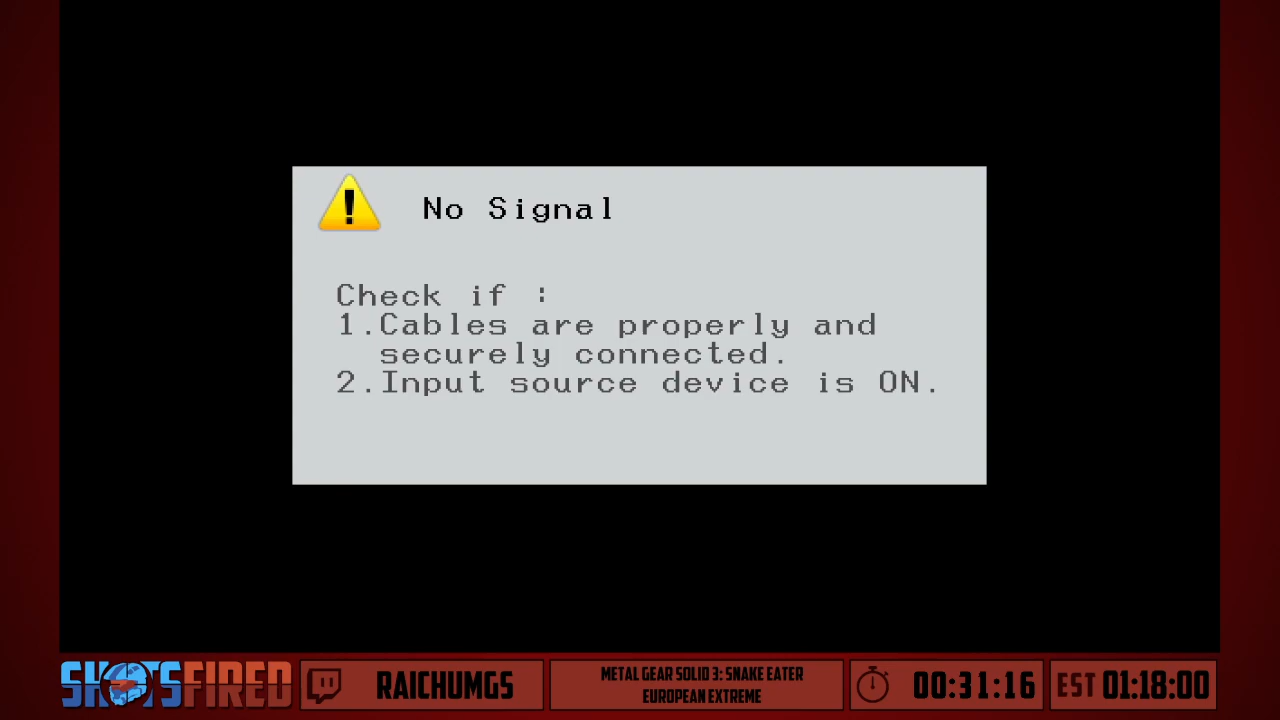 No Signal
Check if :
1.Cables are properly and
securely connected.
2.Input source device is ON.
SHOTSFIRED
RAICHUMGS
METAL GEAR SOLID 3: SNAKE EATER
EUROPEAN EXTREME
00:31:16
EST 01:18:00